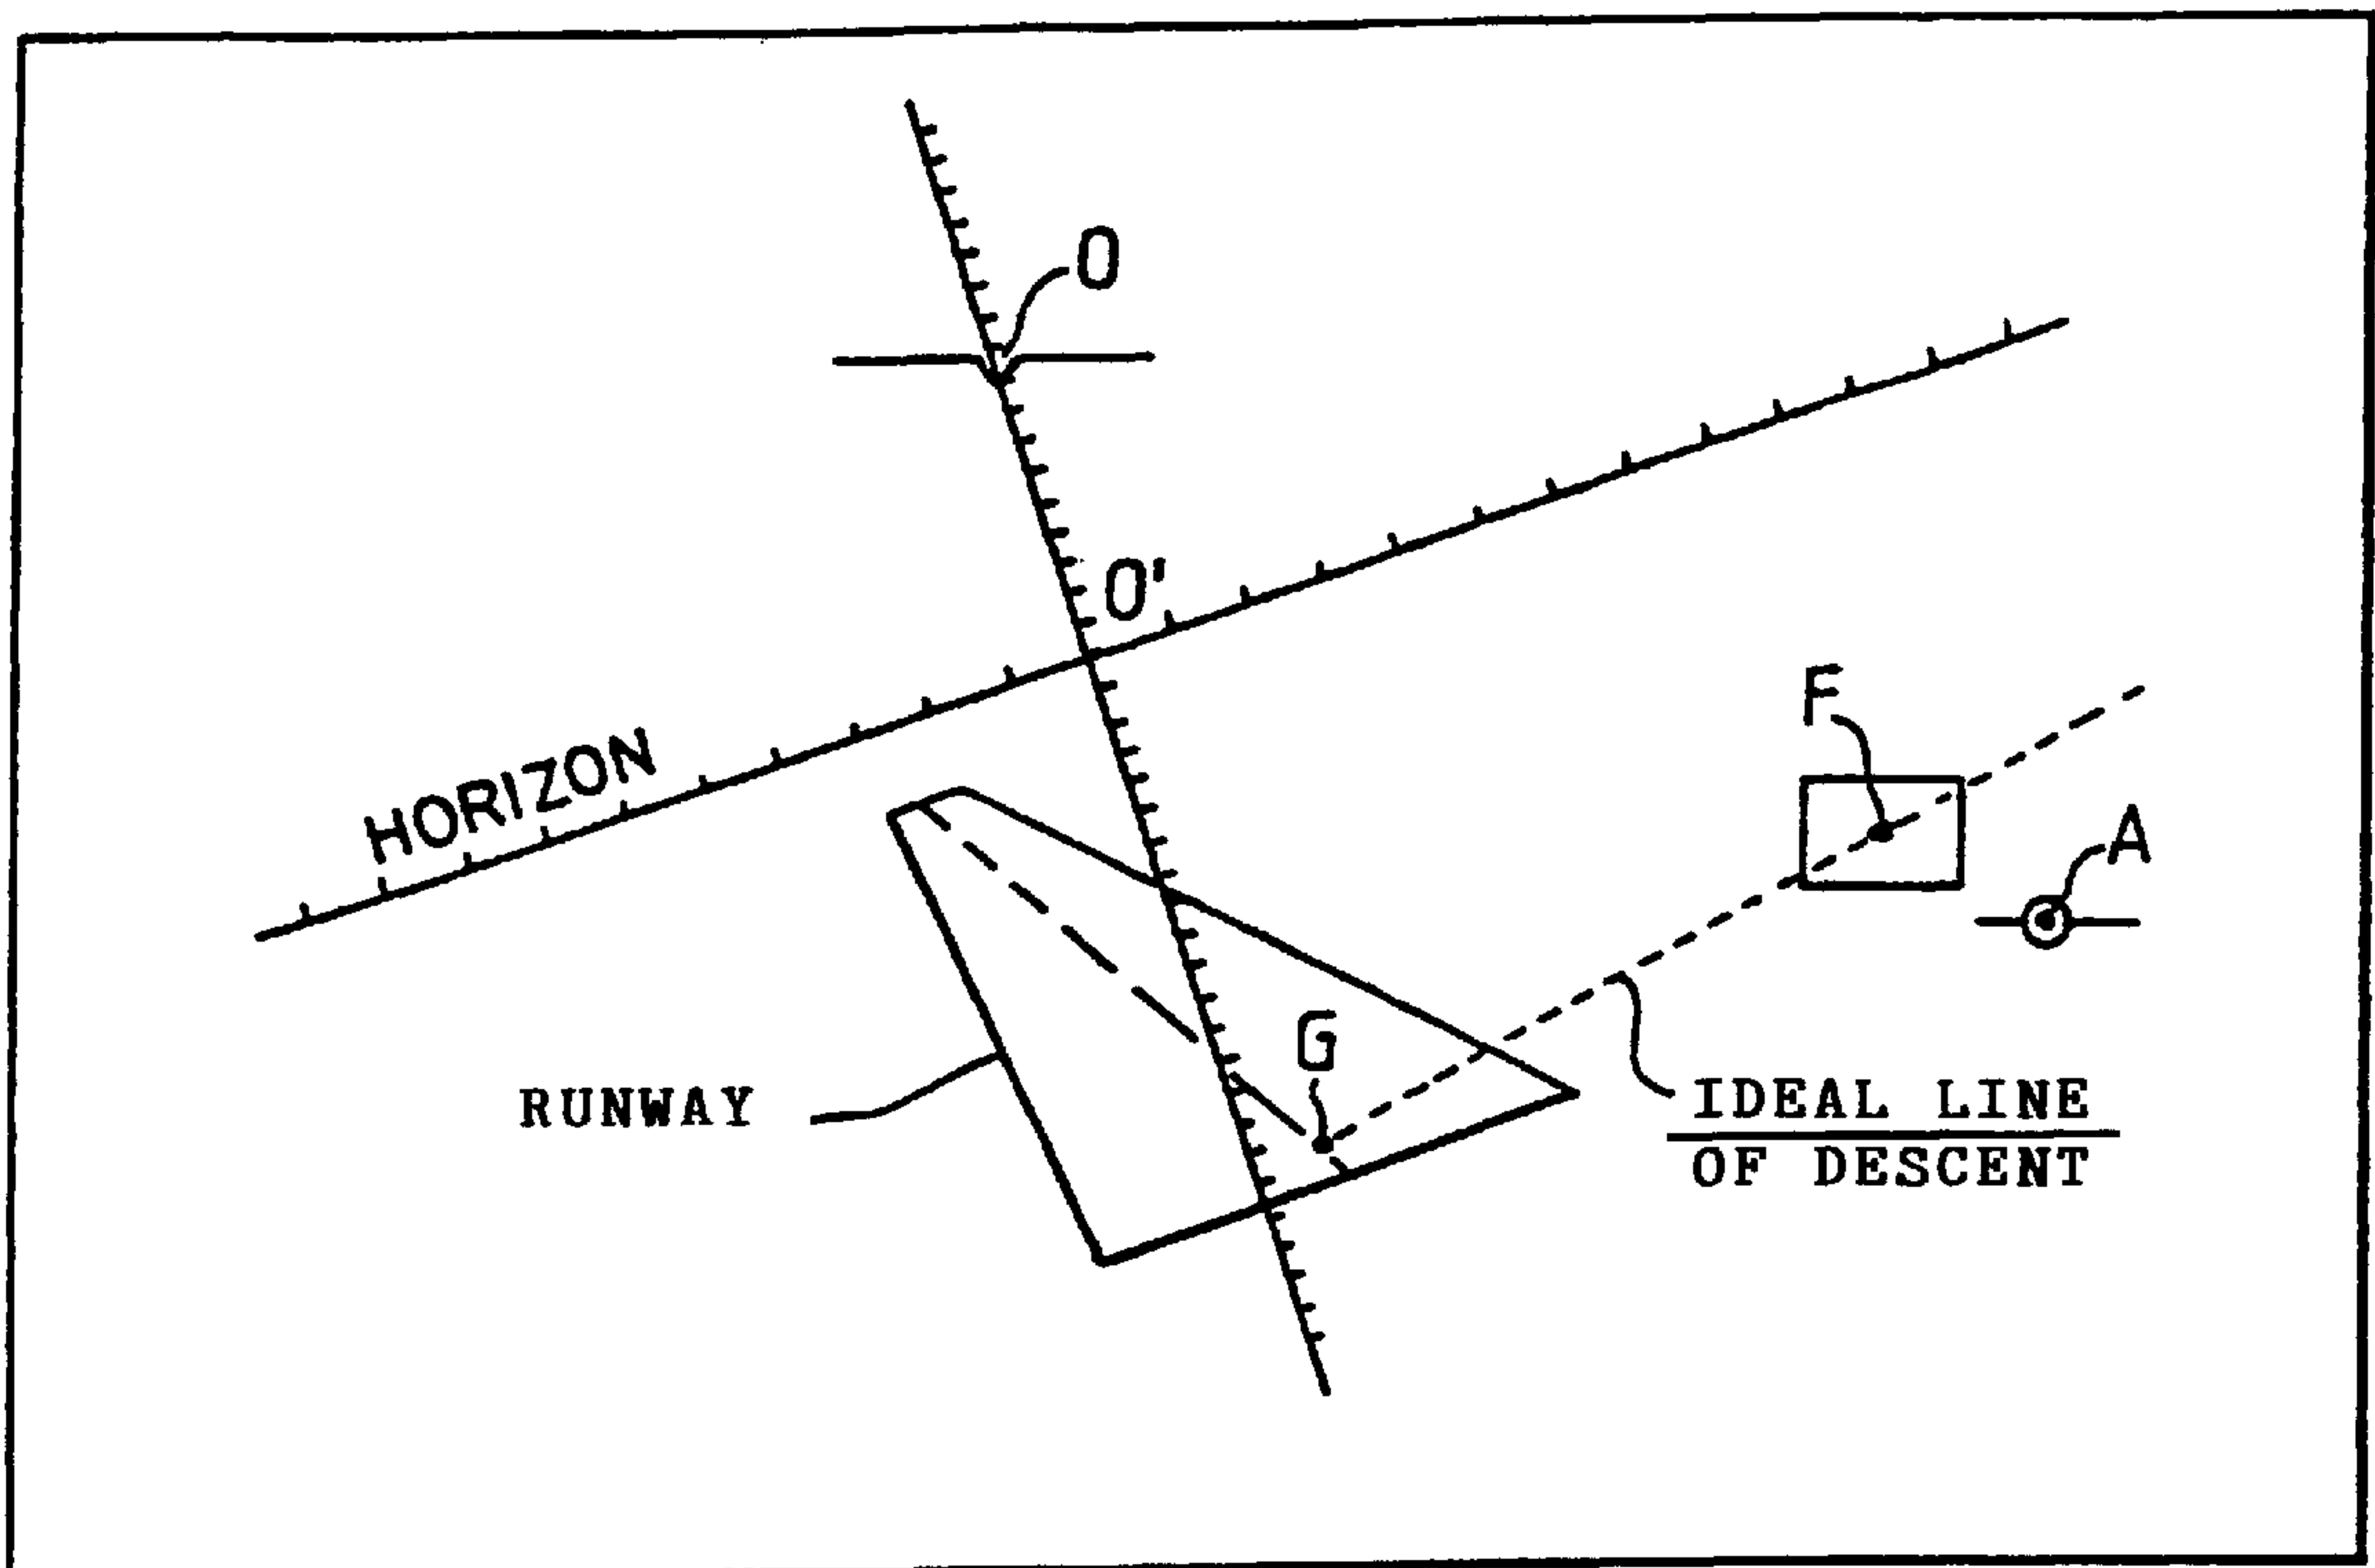 O
O'
HORIZON
F
A
G
RUNWAY
IDEAL LINE
OF DESCENT